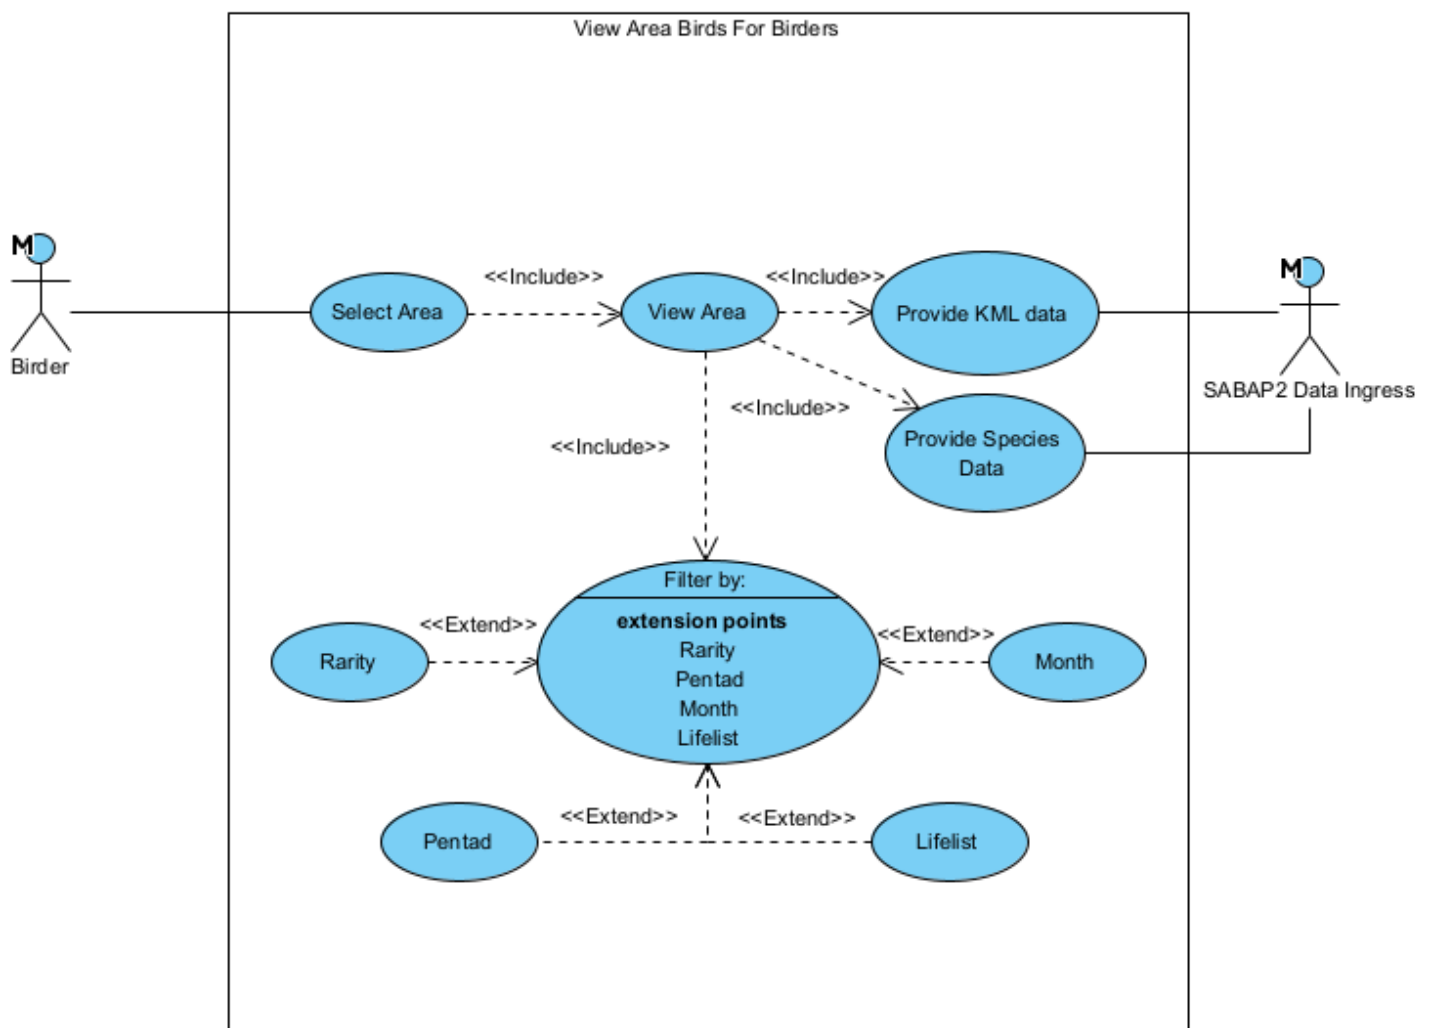 View Area Birds For Birders
M
Birder
Select Area
<<Include>>
View Area
<<Include>>
Provide KML data
M
SABAP2 Data Ingress
<<Include>>
Provide Species
Data
<<Include>>
Filter by:
extension points
Rarity
Pentad
Month
Lifelist
<<Extend>>
Rarity
<<Extend>>
Month
<<Extend>>
Pentad
<<Extend>>
Lifelist